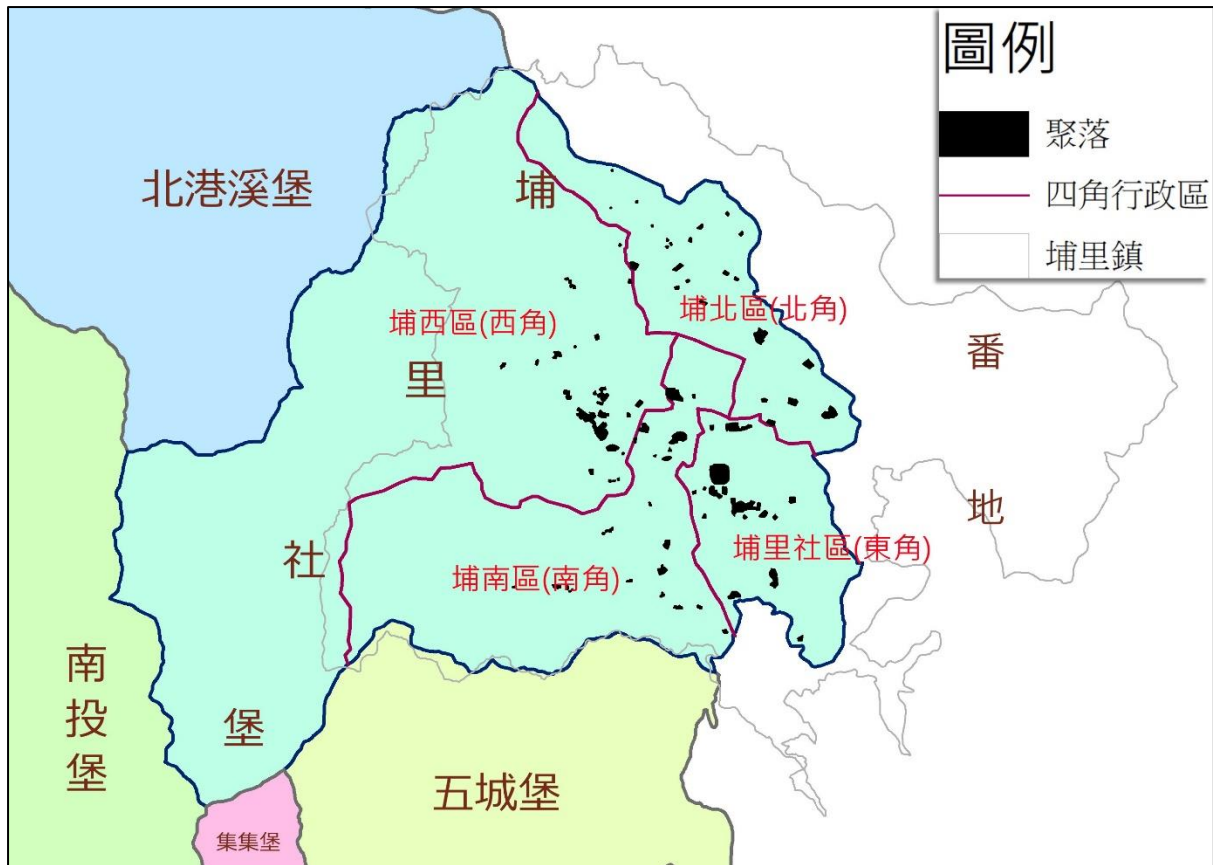 圖例
聚落
四角行政區
埔里鎮
北港溪堡
埔
里
社
堡
埔北區(北角)
埔西區(西角)
番
地
埔里社區(東角)
埔南區(南角)
南
投
堡
五城堡
集集堡